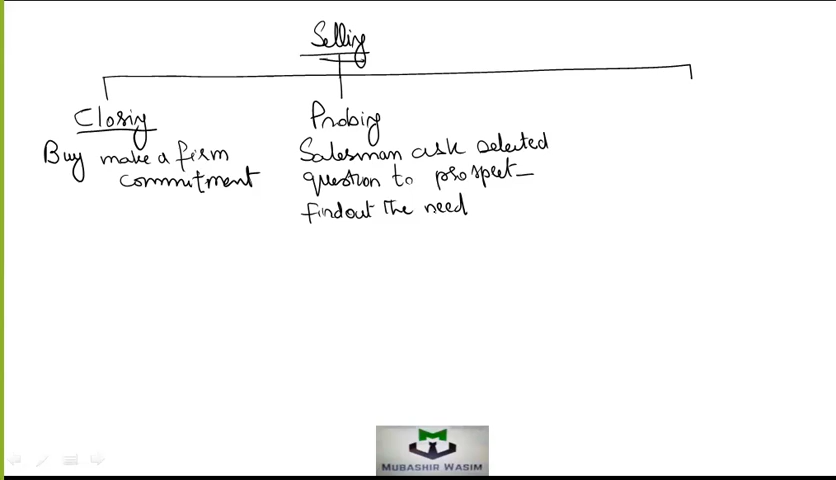 Selling
Closing
Buy make a firm
commitment
Probing
Salesman ask selected
question to prospect
findout the need
MUBASHIR WASIM